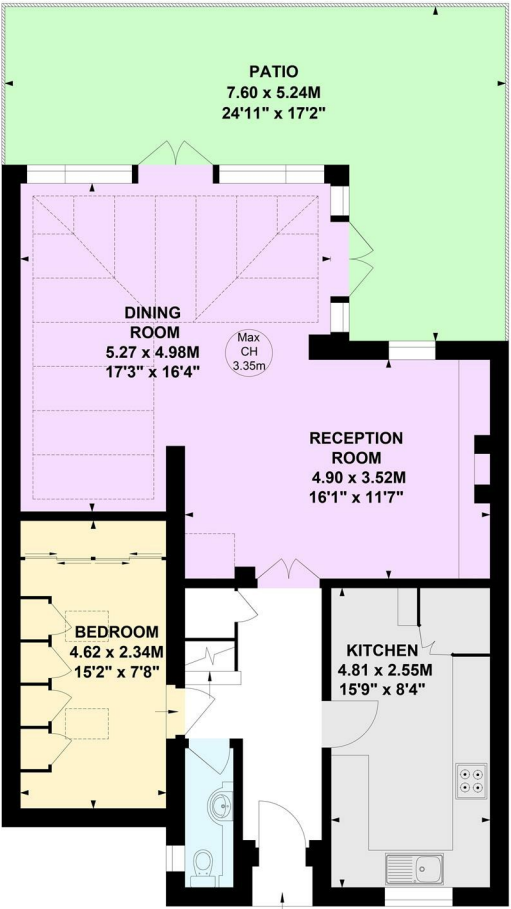 PATIO
7.60 x 5.24M
24'11" x 17'2"
DINING
ROOM
5.27 x 4.98M
17'3" x 16'4"
Max
CH
3.35m
RECEPTION
ROOM
4.90 x 3.52M
16'1" x 11'7"
BEDROOM
4.62 x 2.34M
15'2" x 7'8"
KITCHEN
4.81 x 2.55M
15'9" x 8'4"